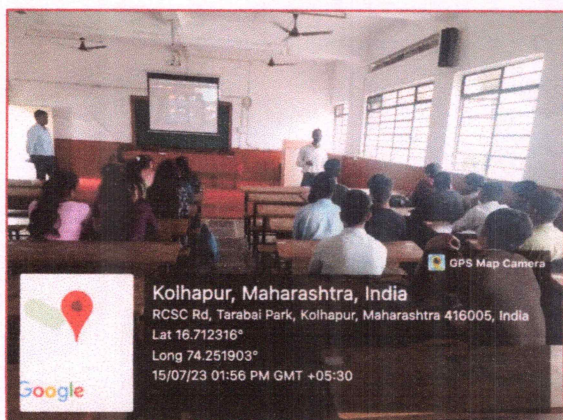 GPS Map Camera
Kolhapur, Maharashtra, India
RCSC Rd, Tarabai Park, Kolhapur, Maharashtra 416005, India
Lat 16.712316°
Long 74.251903°
15/07/23 01:56 PM GMT +05:30
Google